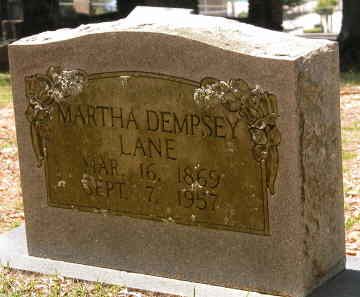 MARTHA DEMPSEY
LANE
MAR. 16, 1869
SEPT. 7, 1957